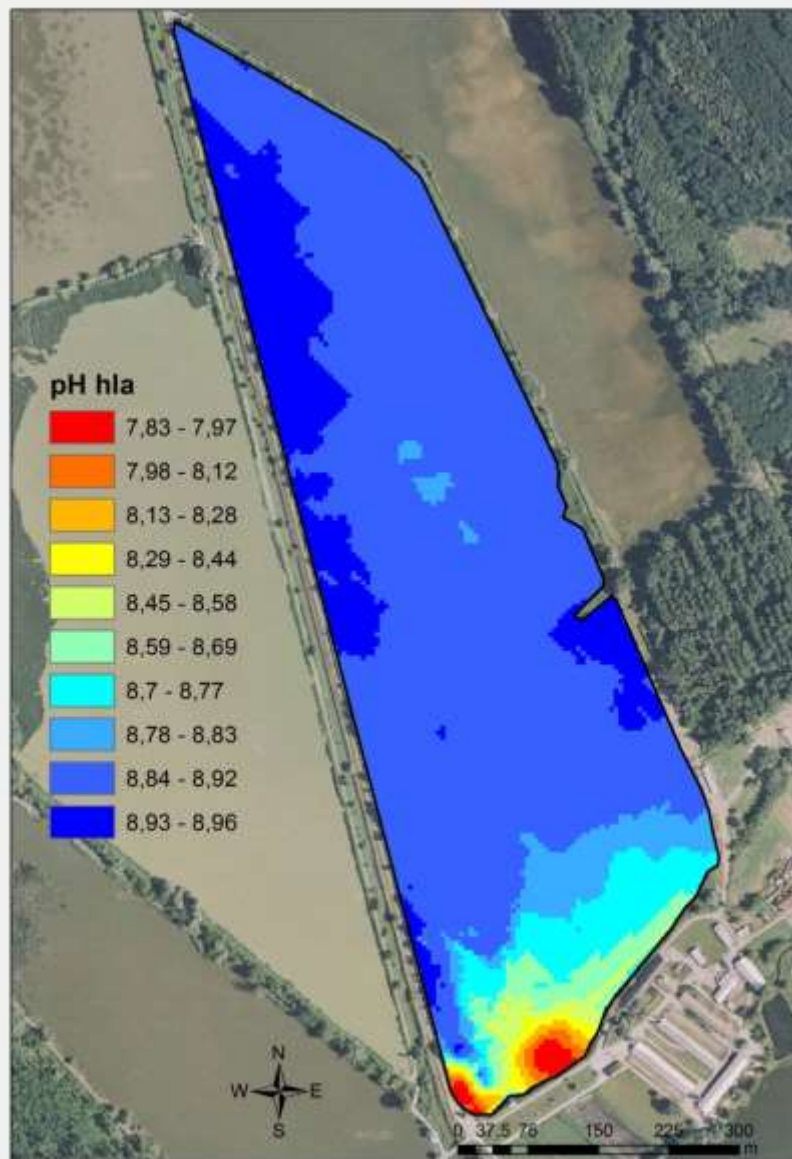 pH hla
7,83 - 7,97
7,98 - 8,12
8,13 - 8,28
8,29 - 8,44
8,45 - 8,58
8,59 - 8,69
8,7 - 8,77
8,78 - 8,83
8,84 - 8,92
8,93 - 8,96
N
W E
S
0 37.5 75 150 225 300
m